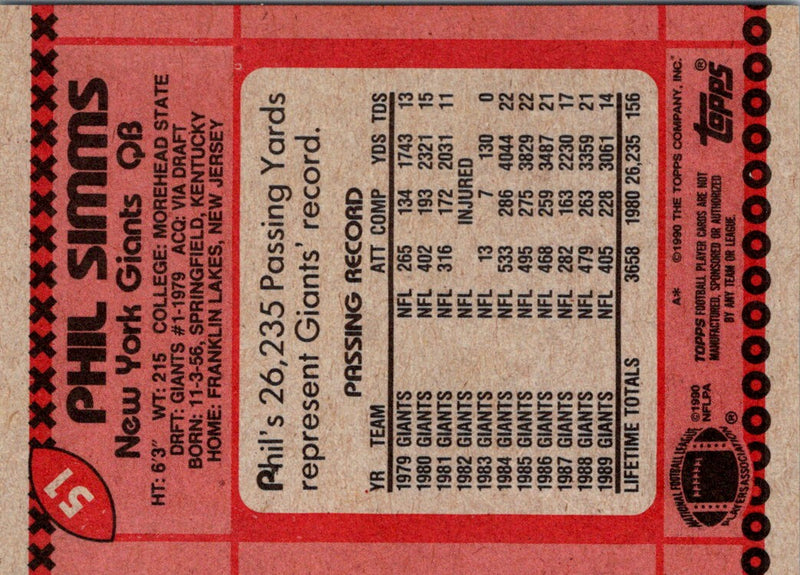 51
PHIL SIMMS
New York Giants QB
HT: 6'3" WT: 215 COLLEGE: MOREHEAD STATE
DRFT: GIANTS #1-1979 ACQ: VIA DRAFT
BORN: 11-3-56, SPRINGFIELD, KENTUCKY
HOME: FRANKLIN LAKES, NEW JERSEY
Phil's 26,235 Passing Yards
represent Giants' record.
PASSING RECORD
YR TEAM ATT COMP YDS TDS
1979 GIANTS NFL 265 134 1743 13
1980 GIANTS NFL 402 193 2321 15
1981 GIANTS NFL 316 172 2031 11
1982 GIANTS INJURED
1983 GIANTS NFL 13 7 130 0
1984 GIANTS NFL 533 286 4044 22
1985 GIANTS NFL 495 275 3829 22
1986 GIANTS NFL 468 259 3487 21
1987 GIANTS NFL 282 163 2230 17
1988 GIANTS NFL 479 263 3359 21
1989 GIANTS NFL 405 228 3061 14
LIFETIME TOTALS 3658 1980 26,235 156
NATIONAL FOOTBALL LEAGUE
PLAYERS ASSOCIATION
®
©1990
NFLPA
A* ©1990 THE TOPPS COMPANY, INC.
TOPPS FOOTBALL PLAYER CARDS ARE NOT
MANUFACTURED, SPONSORED OR AUTHORIZED
BY ANY TEAM OR LEAGUE.
topps®